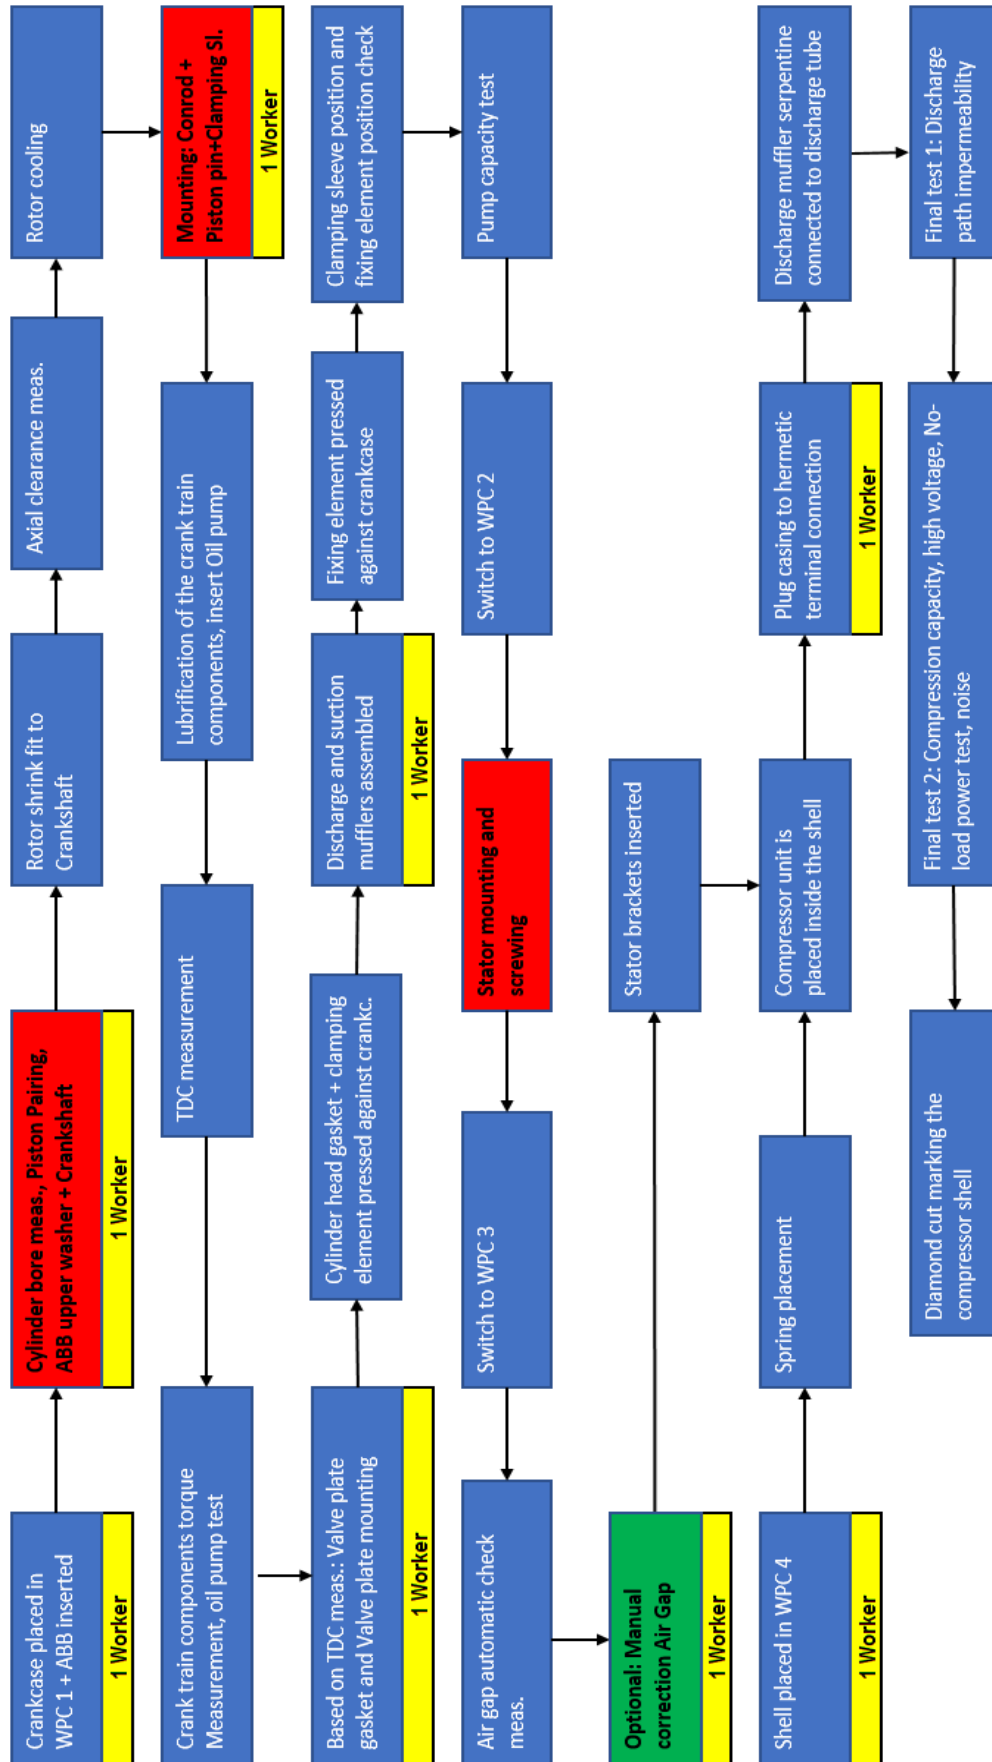 Crankcase placed in
WPC 1 + ABB inserted
1 Worker
Cylinder bore meas., Piston Pairing,
ABB upper washer + Crankshaft
1 Worker
Rotor shrink fit to
Crankshaft
Axial clearance meas.
Rotor cooling
Mounting: Conrod +
Piston pin+Clamping Sl.
1 Worker
Lubrification of the crank train
components, insert Oil pump
TDC measurement
Crank train components torque
Measurement, oil pump test
Based on TDC meas.: Valve plate
gasket and Valve plate mounting
1 Worker
Cylinder head gasket + clamping
element pressed against crankc.
Discharge and suction
mufflers assembled
1 Worker
Fixing element pressed
against crankcase
Clamping sleeve position and
fixing element position check
Pump capacity test
Switch to WPC 2
Stator mounting and
screwing
Switch to WPC 3
Air gap automatic check
meas.
Optional: Manual
correction Air Gap
1 Worker
Stator brackets inserted
Shell placed in WPC 4
1 Worker
Spring placement
Compressor unit is
placed inside the shell
Plug casing to hermetic
terminal connection
1 Worker
Discharge muffler serpentine
connected to discharge tube
Final test 1: Discharge
path impermeability
Final test 2: Compression capacity, high voltage, No-
load power test, noise
Diamond cut marking the
compressor shell